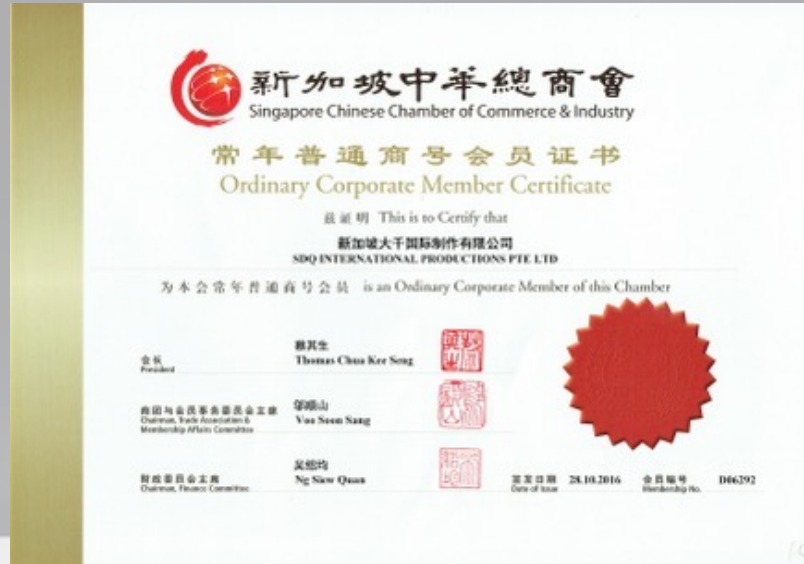 新加坡中华總商會
Singapore Chinese Chamber of Commerce & Industry
常年普通商号会员证书
Ordinary Corporate Member Certificate
兹证明 This is to Certify that
新加坡大千国际制作有限公司
SDQ INTERNATIONAL PRODUCTIONS PTE LTD
为本会常年普通商号会员 is an Ordinary Corporate Member of this Chamber
会长
President
蔡其生
Thomas Chua Kee Seng
商团与会员事务委员会主席
Chairman, Trade Association &
Membership Affairs Committee
邬顺山
Voo Soon Sang
财政委员会主席
Chairman, Finance Committee
吴绍均
Ng Siew Quan
签发日期 28.10.2016
Date of Issue
会员编号 D06292
Membership No.